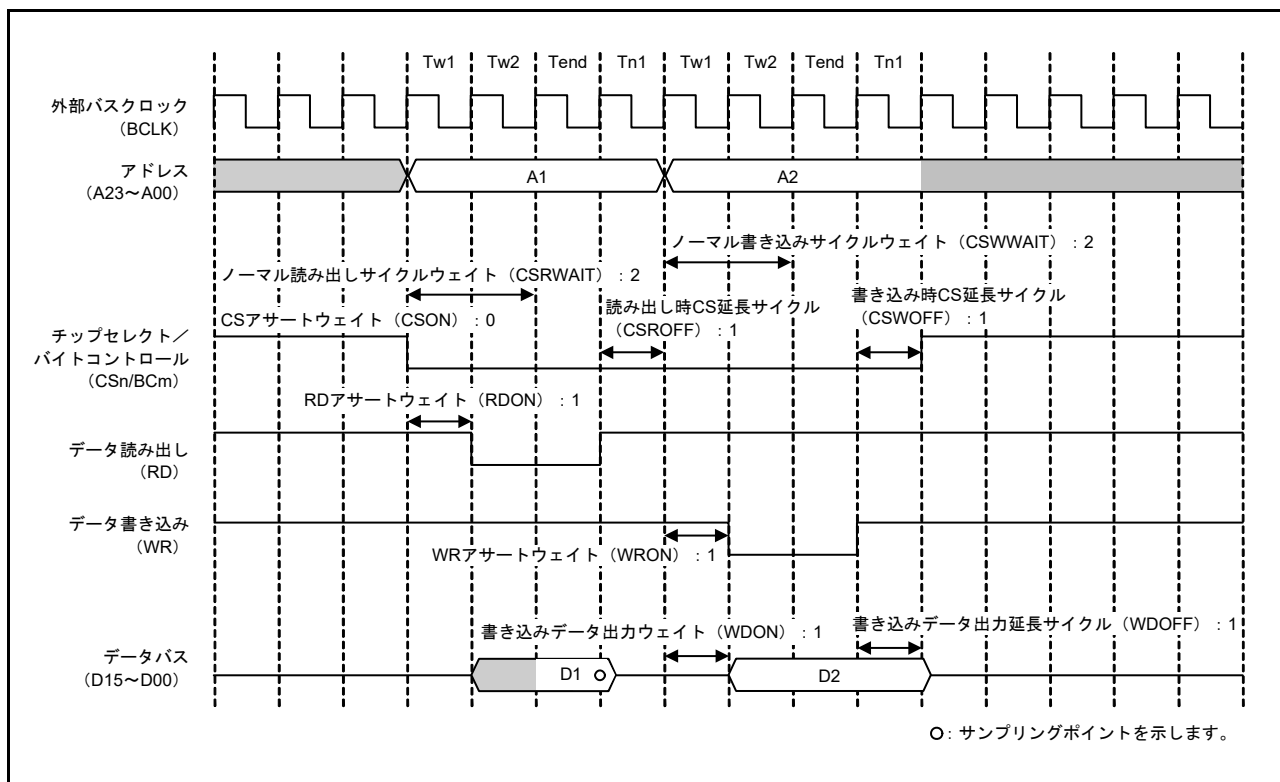 Tw1 Tw2 Tend Tn1 Tw1 Tw2 Tend Tn1
外部バスクロック
（BCLK）
アドレス
（A23～A00）
A1
A2
ノーマル書き込みサイクルウェイト（CSWWAIT）：2
ノーマル読み出しサイクルウェイト（CSRWAIT）：2
読み出し時CS延長サイクル
（CSROFF）：1
書き込み時CS延長サイクル
（CSWOFF）：1
CSアサートウェイト（CSON）：0
チップセレクト／
バイトコントロール
（CSn/BCm）
RDアサートウェイト（RDON）：1
データ読み出し
（RD）
データ書き込み
（WR）
WRアサートウェイト（WRON）：1
書き込みデータ出力ウェイト（WDON）：1
書き込みデータ出力延長サイクル（WDOFF）：1
データバス
（D15～D00）
D1
D2
：サンプリングポイントを示します。